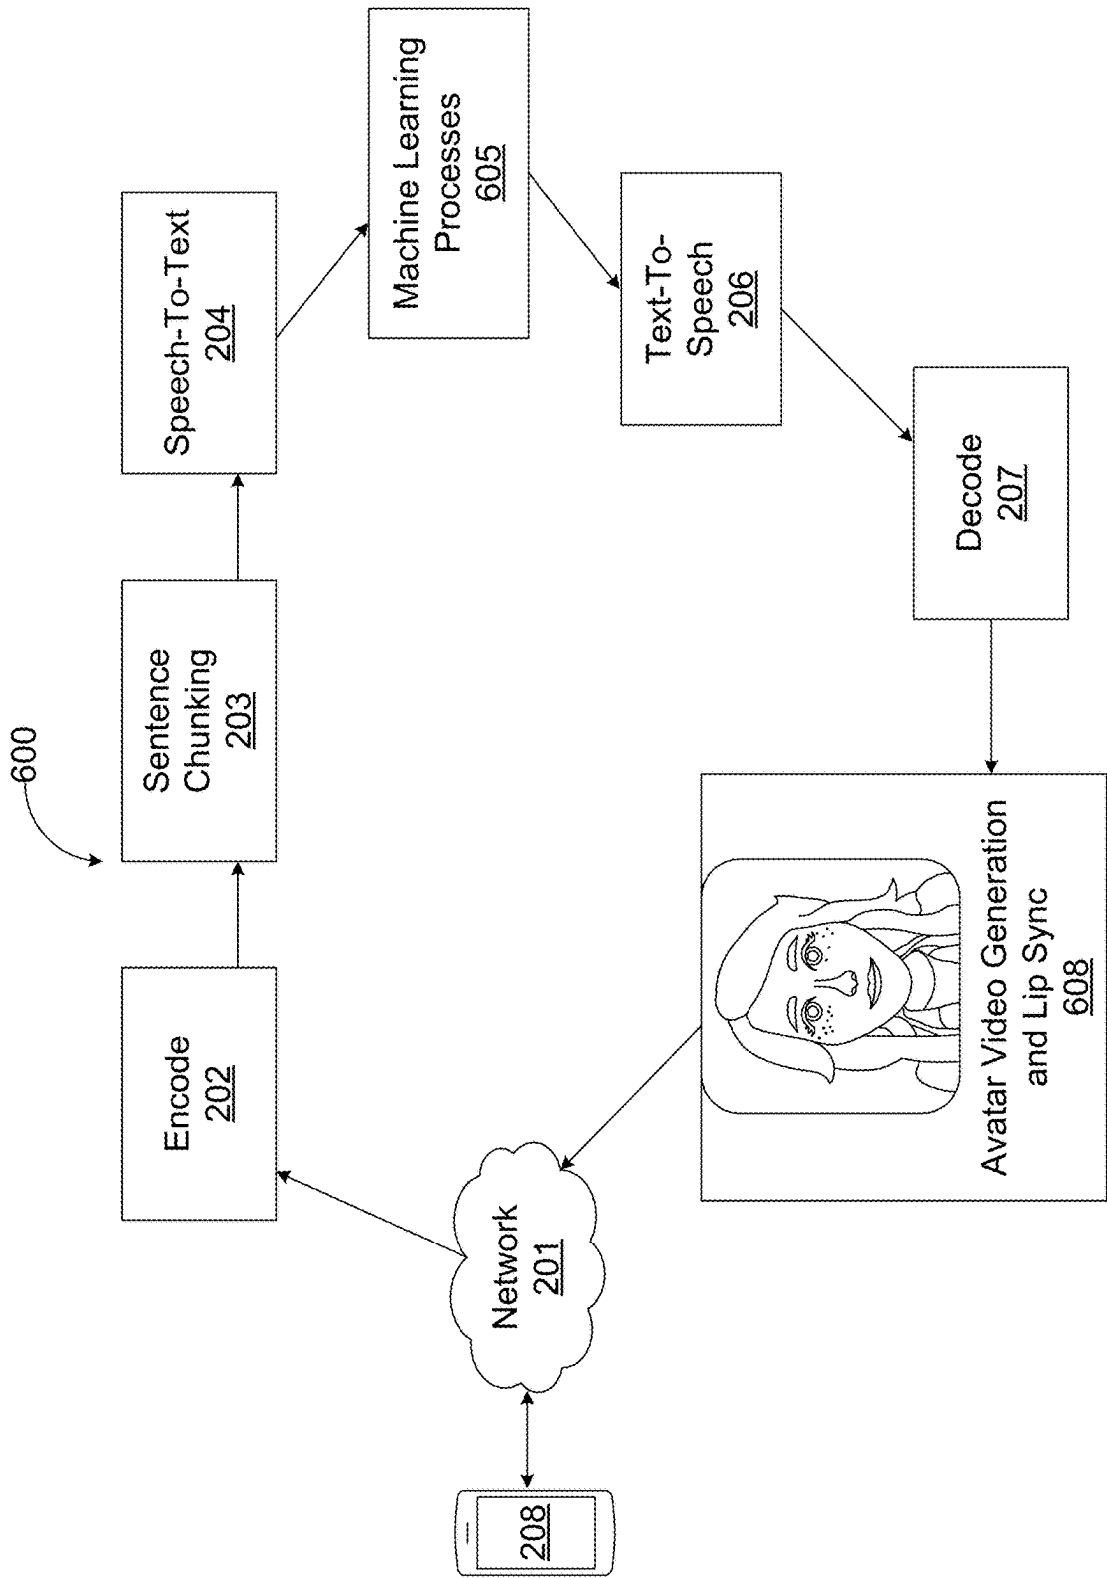 600
Encode
202
Sentence
Chunking
203
Speech-To-Text
204
Machine Learning
Processes
605
Text-To-
Speech
206
Decode
207
Avatar Video Generation
and Lip Sync
608
Network
201
208